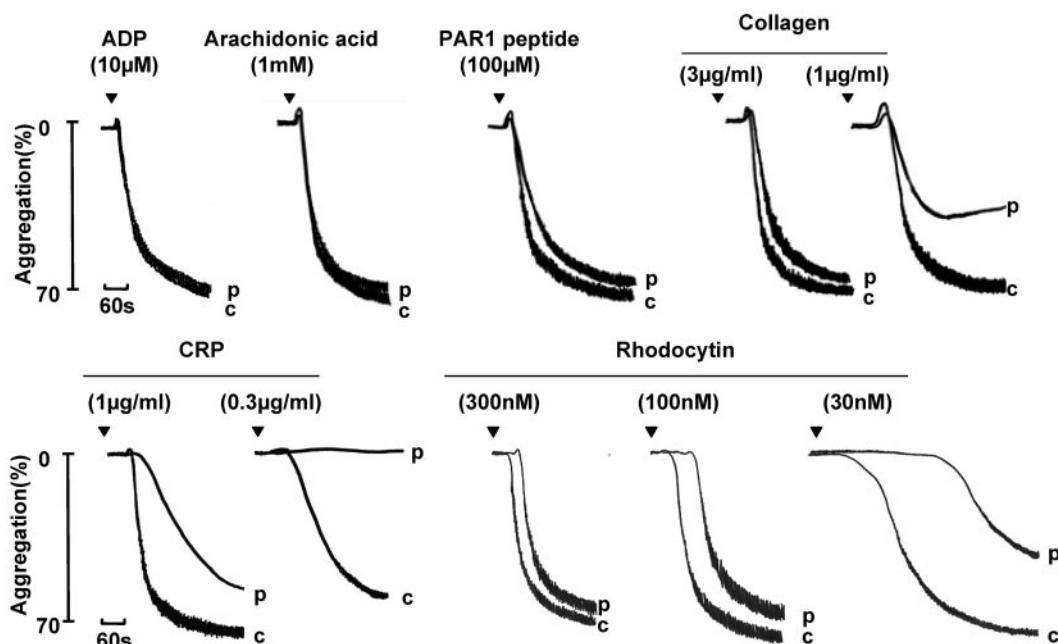 Collagen
ADP Arachidonic acid PAR1 peptide
(10µM) (1mM) (100µM) (3µg/ml) (1µg/ml)
0
Aggregation(%)
p
p p p p
70 c c c c c
60s
CRP Rhodocytin
(1µg/ml) (0.3µg/ml) (300nM) (100nM) (30nM)
0 p
Aggregation(%)
p
p c p p
70 c c c c
60s